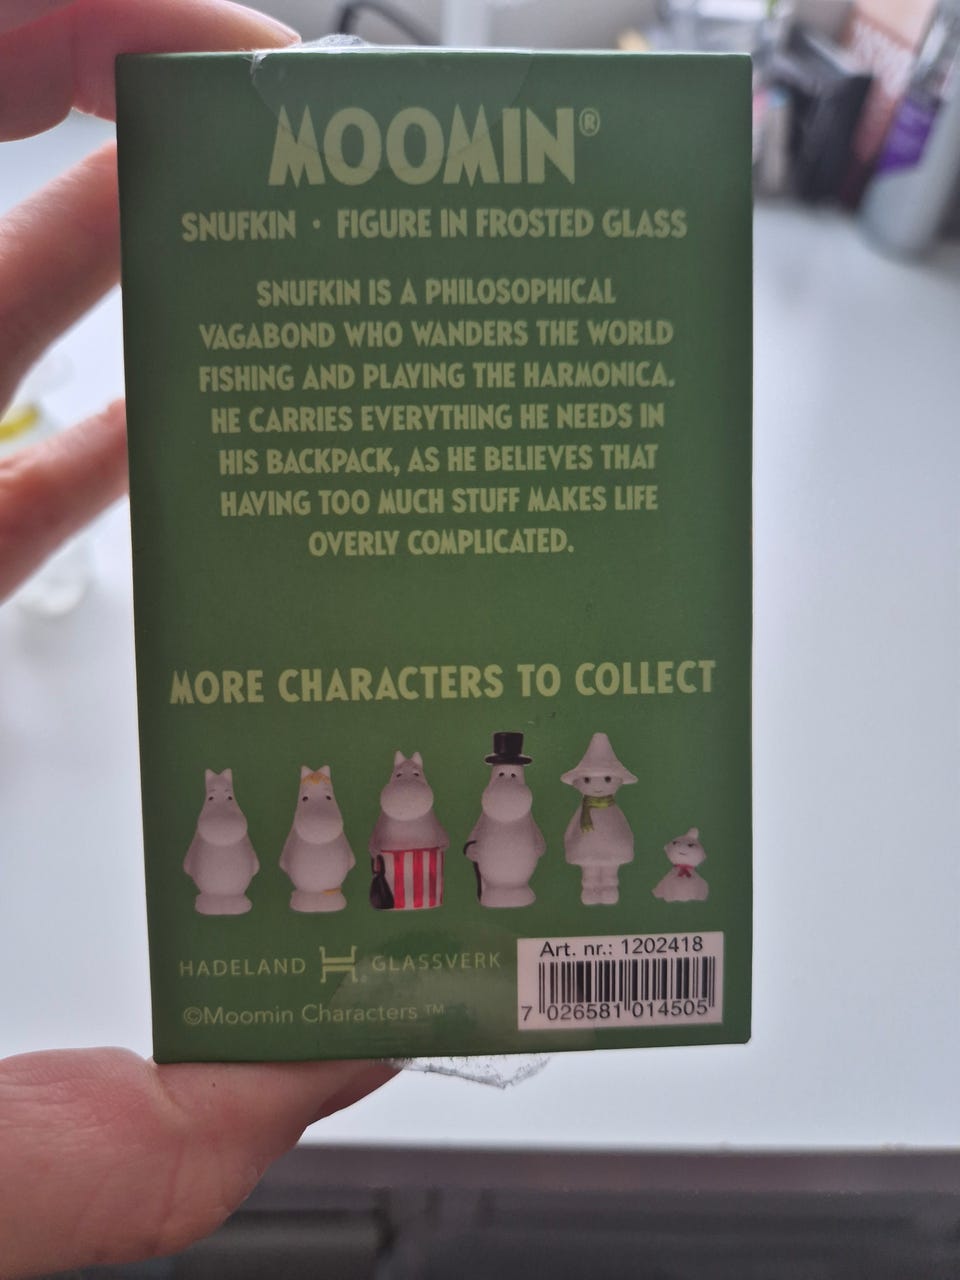 MOOMIN®
SNUFKIN · FIGURE IN FROSTED GLASS
SNUFKIN IS A PHILOSOPHICAL
VAGABOND WHO WANDERS THE WORLD
FISHING AND PLAYING THE HARMONICA.
HE CARRIES EVERYTHING HE NEEDS IN
HIS BACKPACK, AS HE BELIEVES THAT
HAVING TOO MUCH STUFF MAKES LIFE
OVERLY COMPLICATED.
MORE CHARACTERS TO COLLECT
HADELAND H® GLASSVERK
©Moomin Characters ™
Art. nr.: 1202418
7 026581 014505